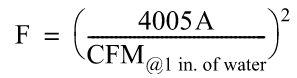 F = (4005A / CFM@1 in. of water)²